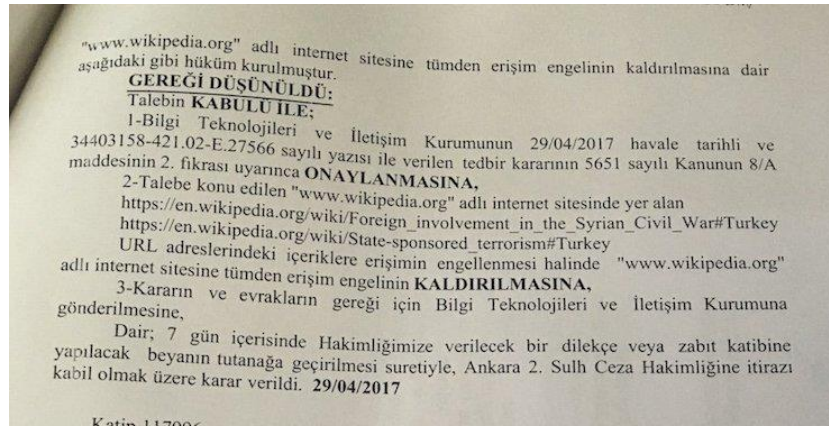 "www.wikipedia.org" adlı internet sitesine tümden erişim engelinin kaldırılmasına dair
aşağıdaki gibi hüküm kurulmuştur.
GEREĞİ DÜŞÜNÜLDÜ:
Talebin KABULÜ İLE;
1-Bilgi Teknolojileri ve İletişim Kurumunun 29/04/2017 havale tarihli ve
34403158-421.02-E.27566 sayılı yazısı ile verilen tedbir kararının 5651 sayılı Kanunun 8/A
maddesinin 2. fıkrası uyarınca ONAYLANMASINA,
2-Talebe konu edilen "www.wikipedia.org" adlı internet sitesinde yer alan
https://en.wikipedia.org/wiki/Foreign_involvement_in_the_Syrian_Civil_War#Turkey
https://en.wikipedia.org/wiki/State-sponsored_terrorism#Turkey
URL adreslerindeki içeriklere erişimin engellenmesi halinde "www.wikipedia.org"
adlı internet sitesine tümden erişim engelinin KALDIRILMASINA,
3-Kararın ve evrakların gereği için Bilgi Teknolojileri ve İletişim Kurumuna
gönderilmesine,
Dair; 7 gün içerisinde Hakimliğimize verilecek bir dilekçe veya zabıt katibine
yapılacak beyanın tutanağa geçirilmesi suretiyle, Ankara 2. Sulh Ceza Hakimliğine itirazı
kabil olmak üzere karar verildi. 29/04/2017
Katip